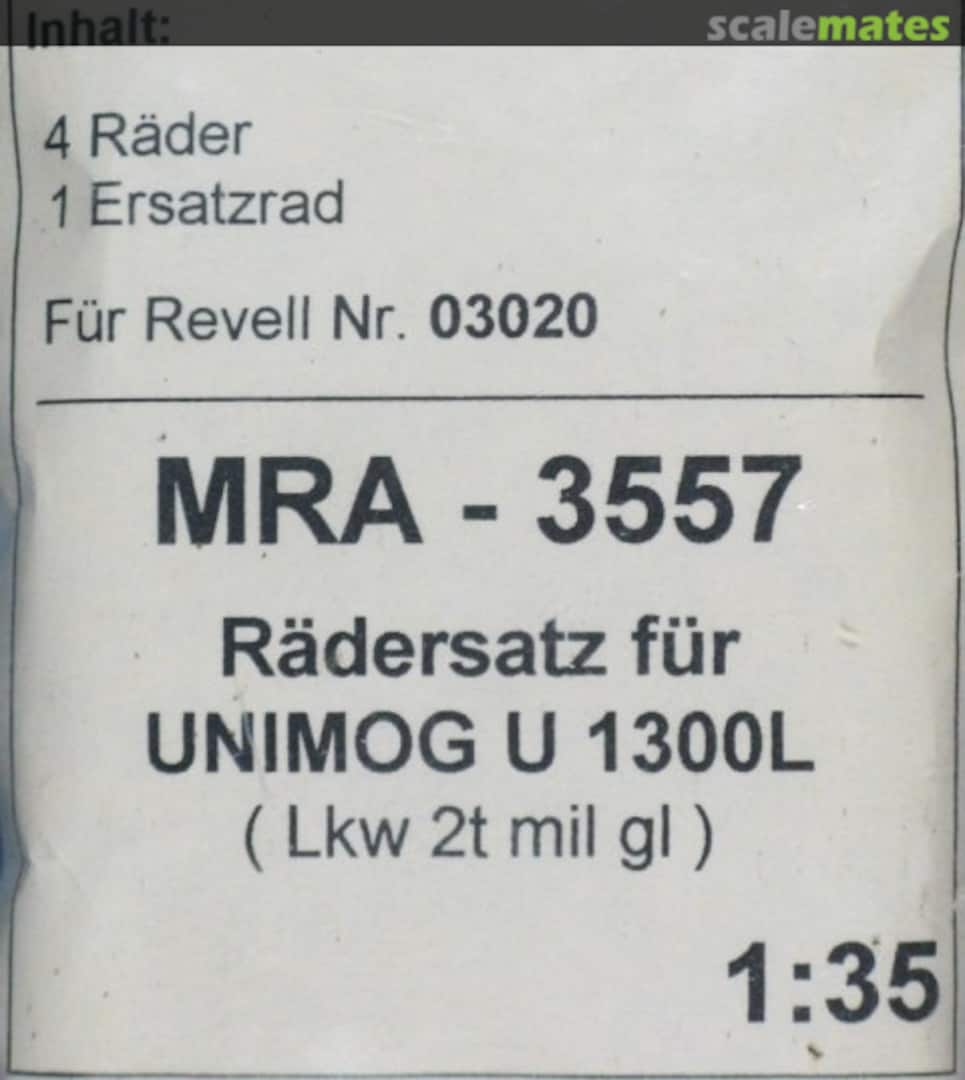 Inhalt:
scalemates
4 Räder
1 Ersatzrad
Für Revell Nr. 03020
MRA - 3557
Rädersatz für
UNIMOG U 1300L
( Lkw 2t mil gl )
1:35